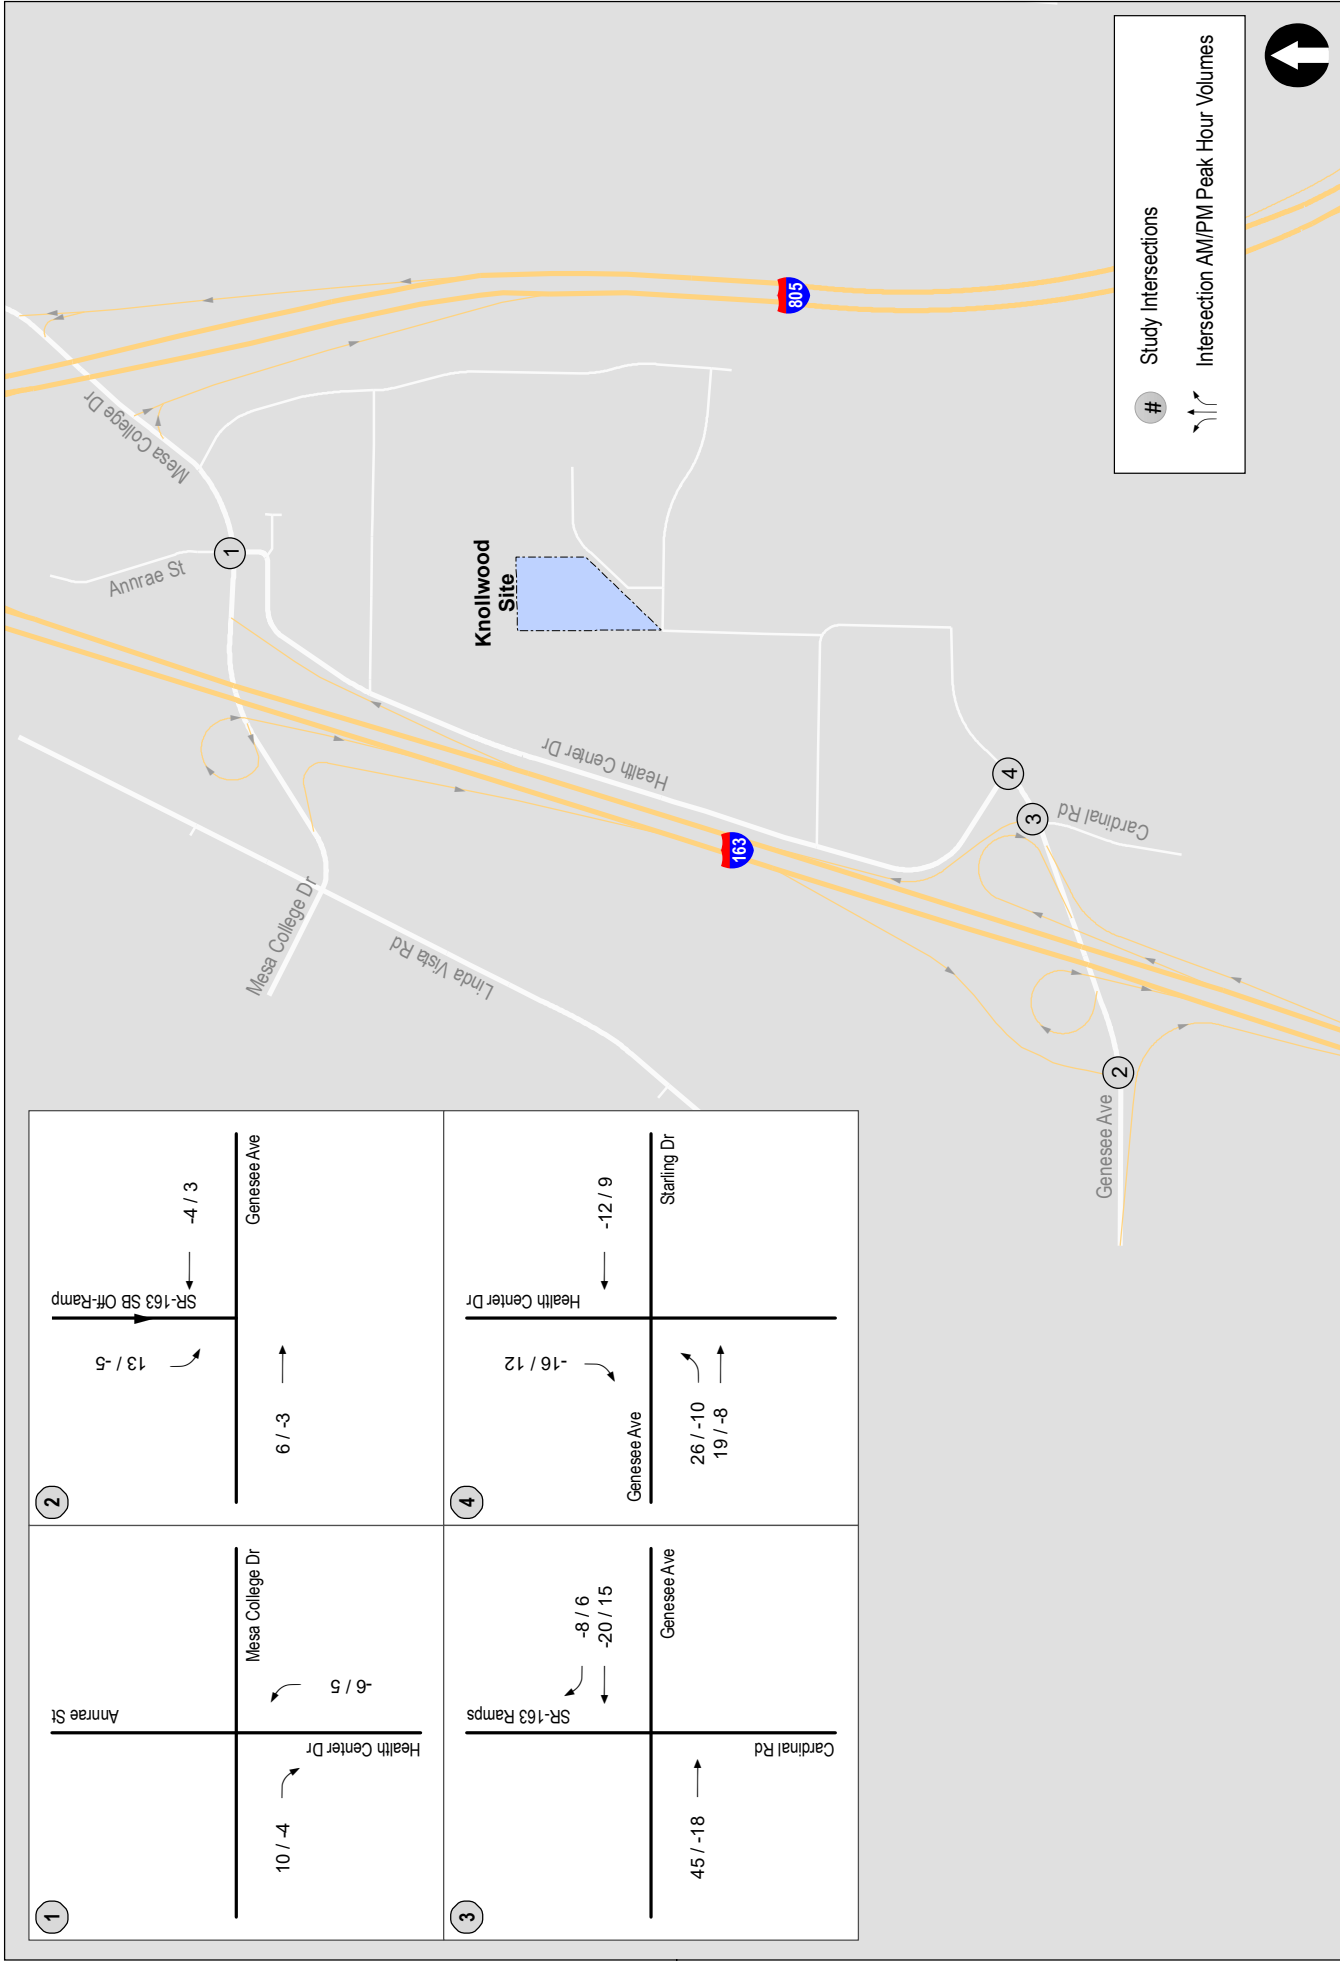 1
Annrae St
Mesa College Dr
10 / -4
-6 / 5
Health Center Dr
2
SR-163 SB Off-Ramp
13 / -5
-4 / 3
Genesee Ave
6 / -3
3
SR-163 Ramps
-8 / 6
-20 / 15
Genesee Ave
45 / -18
Cardinal Rd
4
Health Center Dr
-16 / 12
-12 / 9
Genesee Ave
Starling Dr
26 / -10
19 / -8
Mesa College Dr
Linda Vista Rd
Annrae St
1
Mesa College Dr
Knollwood
Site
Health Center Dr
163
805
Genesee Ave
2
3
4
Cardinal Rd
# Study Intersections
Intersection AM/PM Peak Hour Volumes